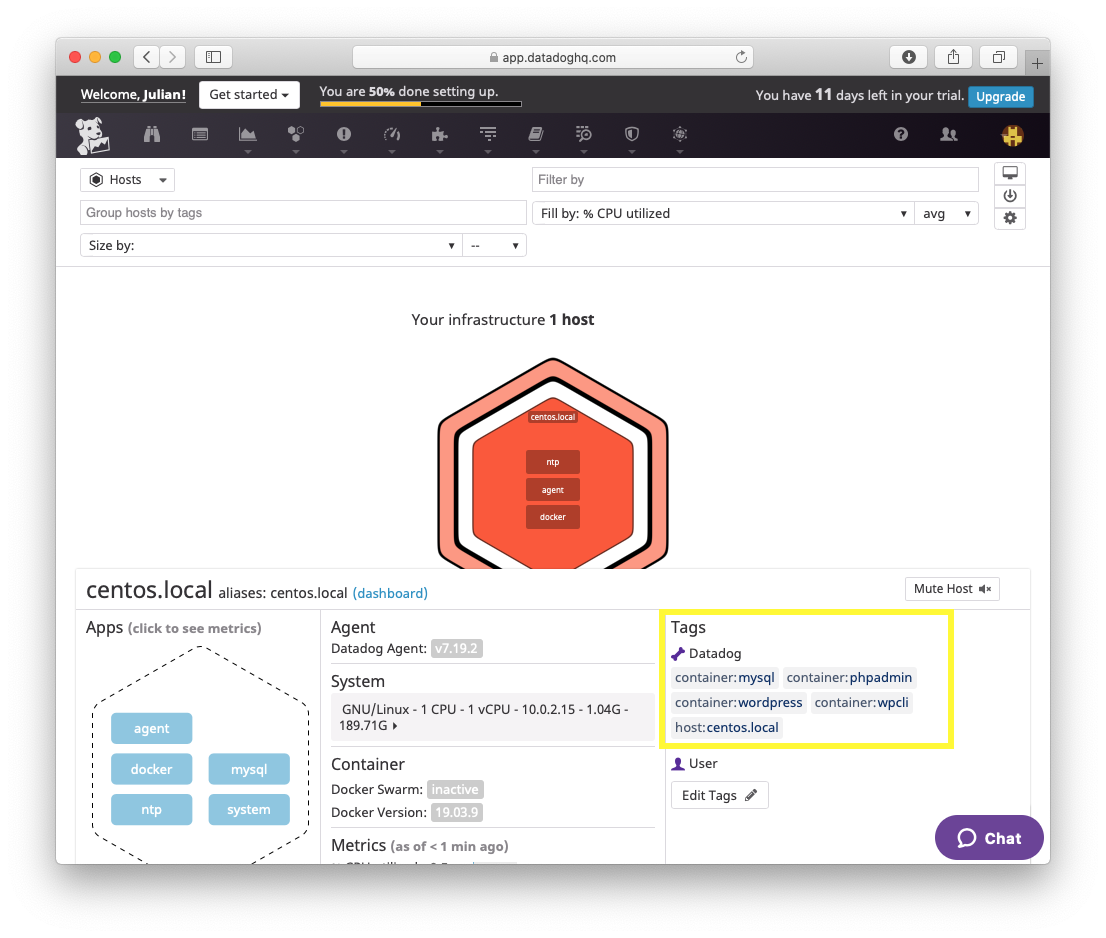 app.datadoghq.com
Welcome, Julian!
Get started
You are 50% done setting up.
You have 11 days left in your trial.
Upgrade
Hosts
Filter by
Group hosts by tags
Fill by: % CPU utilized
avg
Size by:
--
Your infrastructure 1 host
centos.local
ntp
agent
docker
centos.local aliases: centos.local (dashboard)
Mute Host
Apps (click to see metrics)
agent
docker
mysql
ntp
system
Agent
Datadog Agent: v7.19.2
System
GNU/Linux - 1 CPU - 1 vCPU - 10.0.2.15 - 1.04G -
189.71G
Container
Docker Swarm: inactive
Docker Version: 19.03.9
Metrics (as of < 1 min ago)
Tags
Datadog
container:mysql container:phpadmin
container:wordpress container:wpcli
host:centos.local
User
Edit Tags
Chat